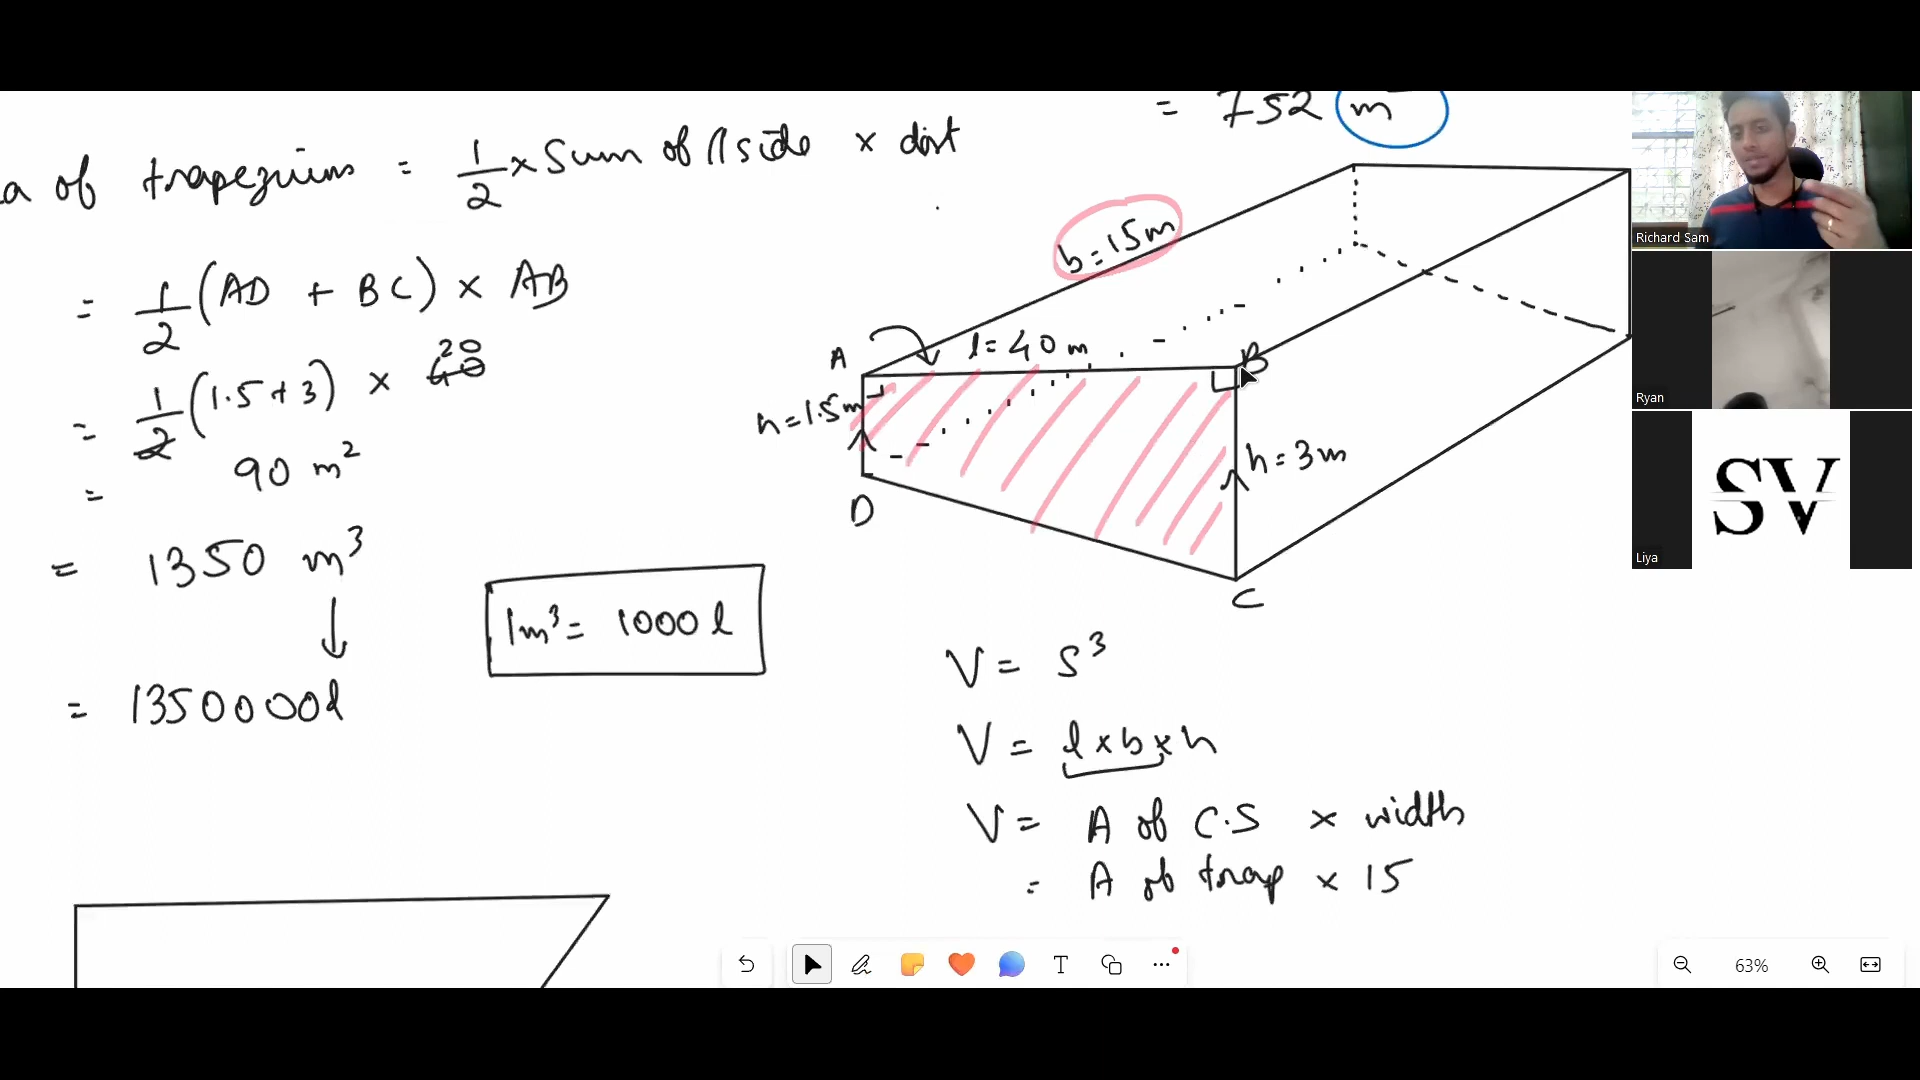 = 752 m
a of trapezium = 1/2 × Sum of || side × dist
= 1/2 (AD + BC) × AB
20
= 1/2 (1.5+3) × 40
= 90 m²
= 1350 m³
1m³ = 1000 l
= 1350000l
b = 15m
A
l = 40 m
B
h = 1.5m
h = 3m
D
C
V = s³
V = l×b×h
V = A of C.S × width
= A of trap × 15
Richard Sam
Ryan
SV
Liya
T
63%